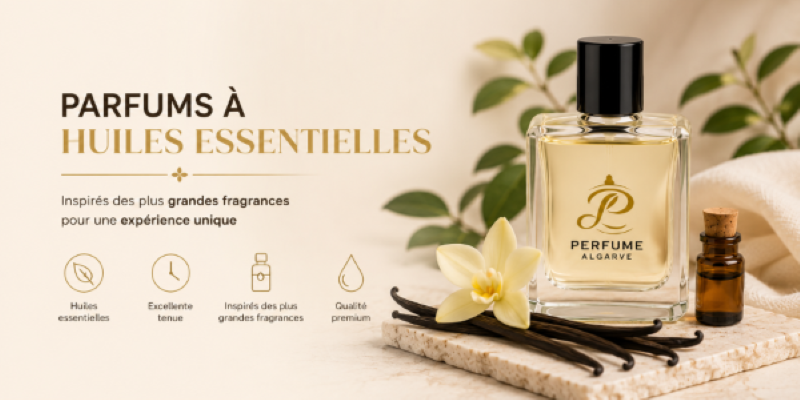 PARFUMS À
HUILES ESSENTIELLES
Inspirés des plus grandes fragrances
pour une expérience unique
Huiles
essentielles
Excellente
tenue
Inspirés des plus
grandes fragrances
Qualité
premium
P
PERFUME
ALGARVE